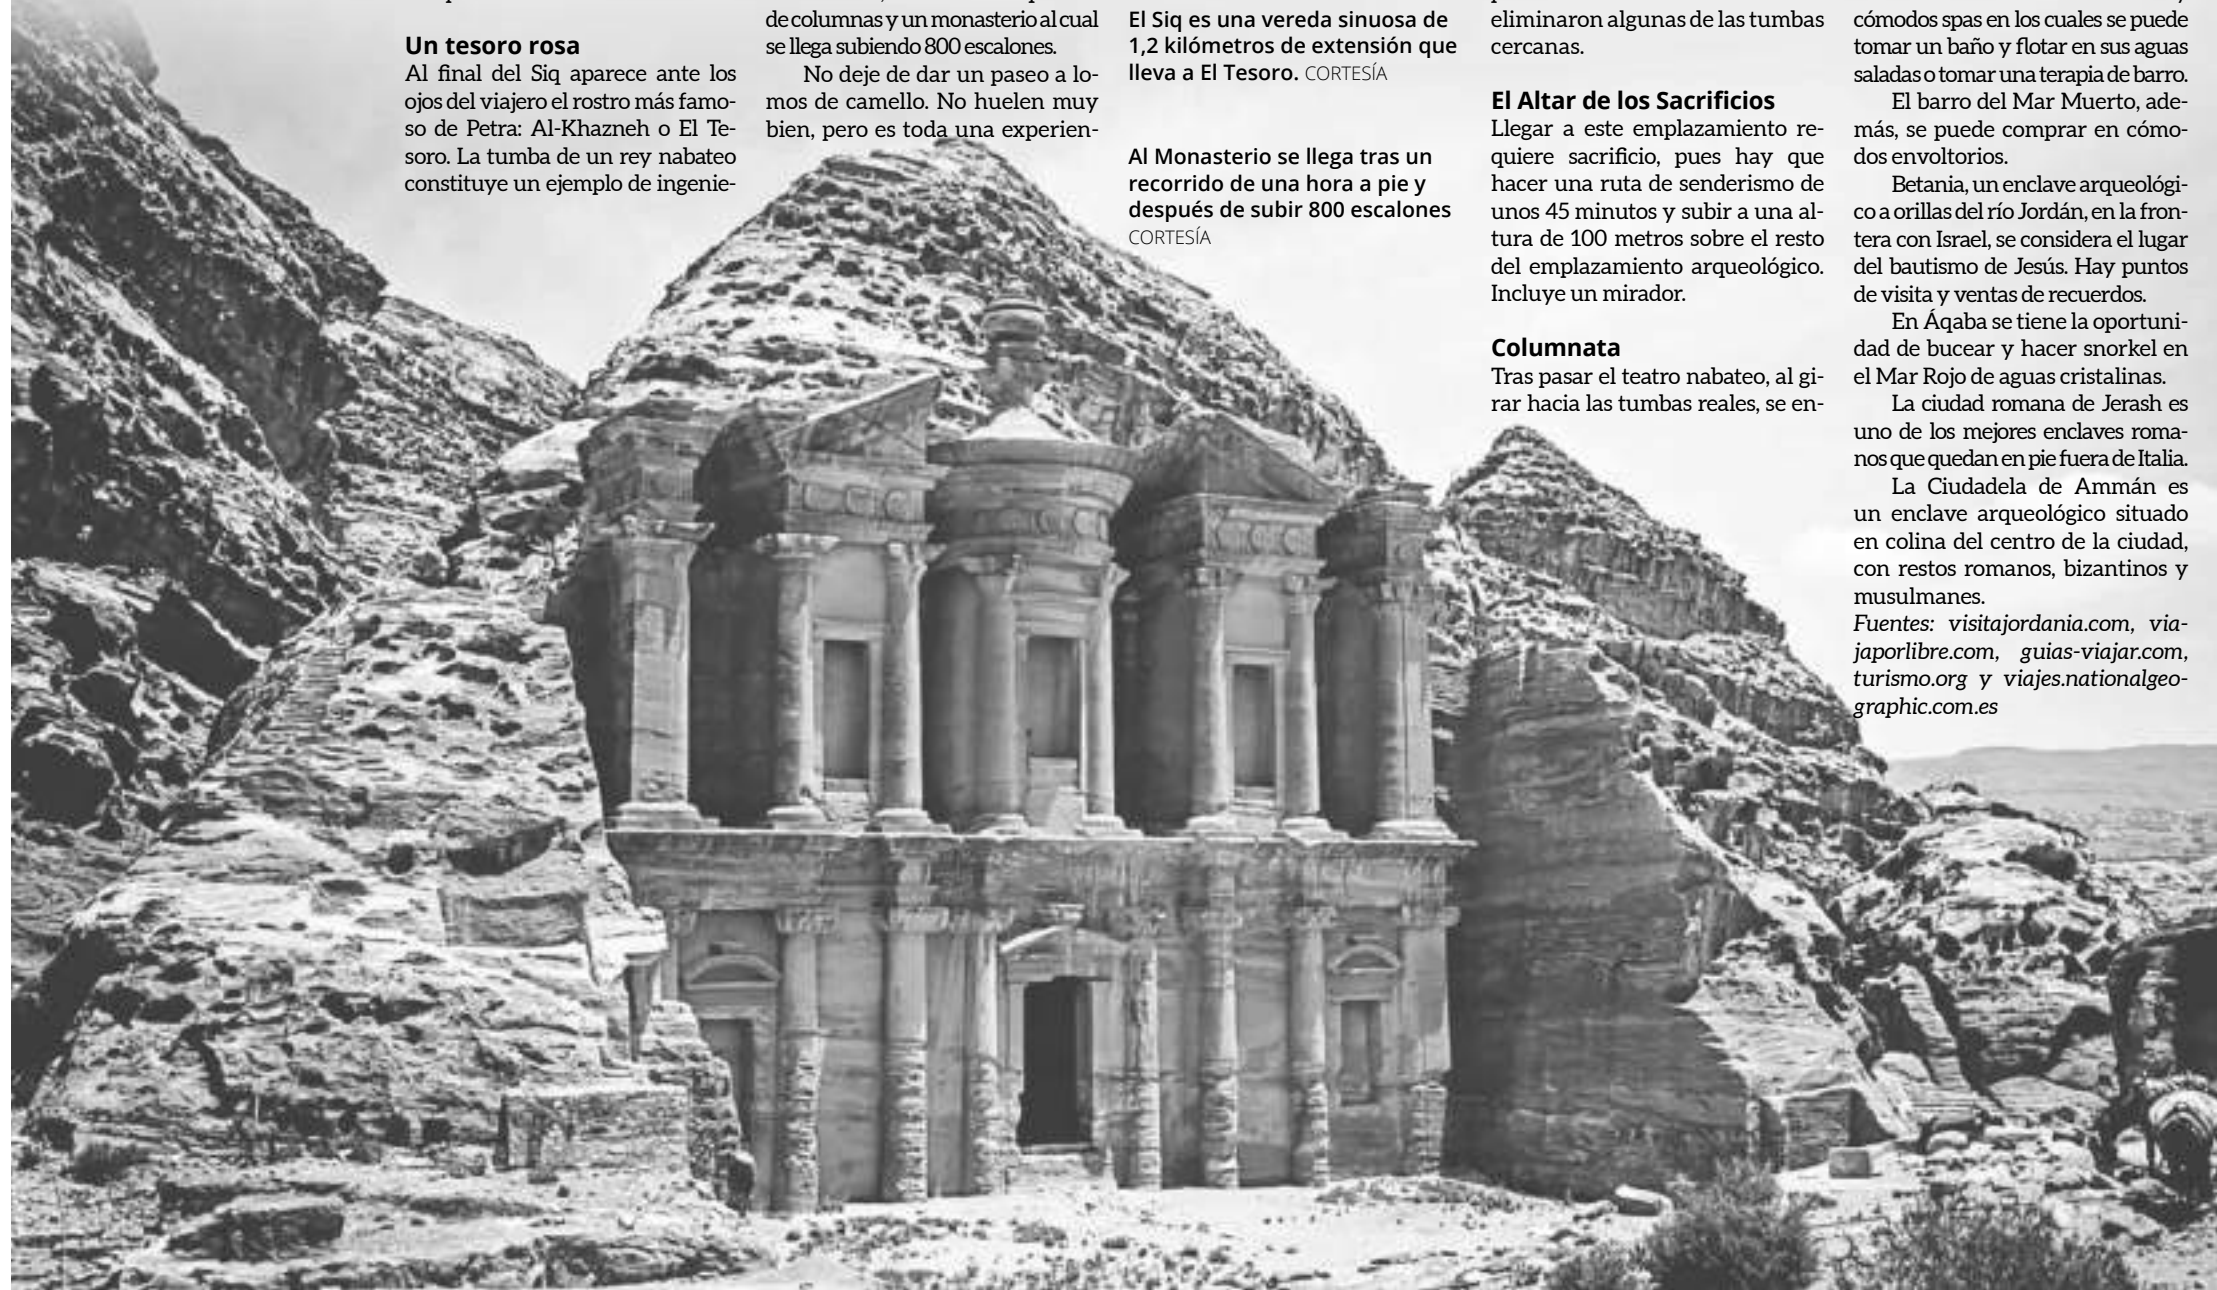 Un tesoro rosa
Al final del Siq aparece ante los
ojos del viajero el rostro más famo-
so de Petra: Al-Khazneh o El Te-
soro. La tumba de un rey nabateo
constituye un ejemplo de ingenie-
de columnas y un monasterio al cual
se llega subiendo 800 escalones.
No deje de dar un paseo a lo-
mos de camello. No huelen muy
bien, pero es toda una experien-
El Siq es una vereda sinuosa de
1,2 kilómetros de extensión que
lleva a El Tesoro. CORTESÍA
Al Monasterio se llega tras un
recorrido de una hora a pie y
después de subir 800 escalones
CORTESÍA
eliminaron algunas de las tumbas
cercanas.
El Altar de los Sacrificios
Llegar a este emplazamiento re-
quiere sacrificio, pues hay que
hacer una ruta de senderismo de
unos 45 minutos y subir a una al-
tura de 100 metros sobre el resto
del emplazamiento arqueológico.
Incluye un mirador.
Columnata
Tras pasar el teatro nabateo, al gi-
rar hacia las tumbas reales, se en-
cómodos spas en los cuales se puede
tomar un baño y flotar en sus aguas
saladas o tomar una terapia de barro.
El barro del Mar Muerto, ade-
más, se puede comprar en cómo-
dos envoltorios.
Betania, un enclave arqueológi-
co a orillas del río Jordán, en la fron-
tera con Israel, se considera el lugar
del bautismo de Jesús. Hay puntos
de visita y ventas de recuerdos.
En Áqaba se tiene la oportuni-
dad de bucear y hacer snorkel en
el Mar Rojo de aguas cristalinas.
La ciudad romana de Jerash es
uno de los mejores enclaves roma-
nos que quedan en pie fuera de Italia.
La Ciudadela de Ammán es
un enclave arqueológico situado
en colina del centro de la ciudad,
con restos romanos, bizantinos y
musulmanes.
Fuentes: visitajordania.com, via-
japorlibre.com, guias-viajar.com,
turismo.org y viajes.nationalgeo-
graphic.com.es